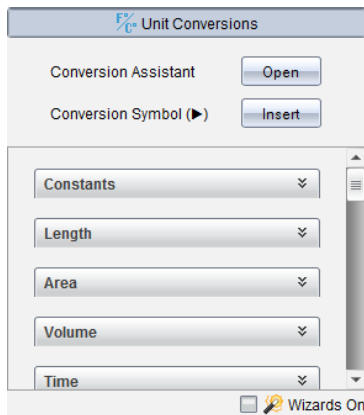 F°/C° Unit Conversions
Conversion Assistant Open
Conversion Symbol (▶) Insert
Constants
Length
Area
Volume
Time
Wizards On